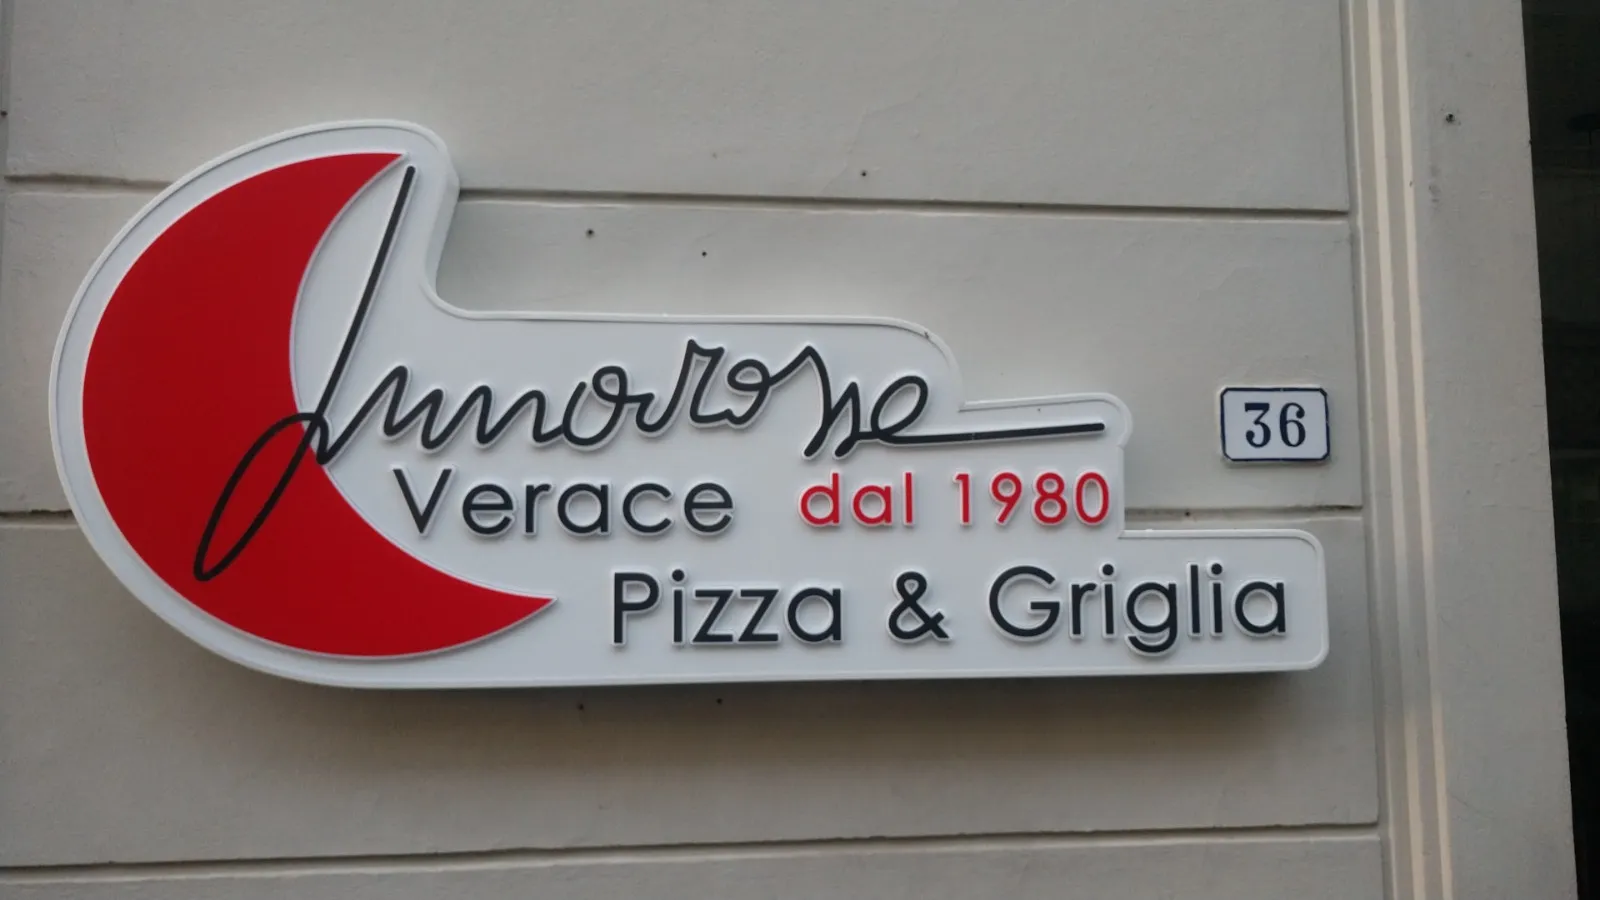 Verace dal 1980
Pizza & Griglia
36